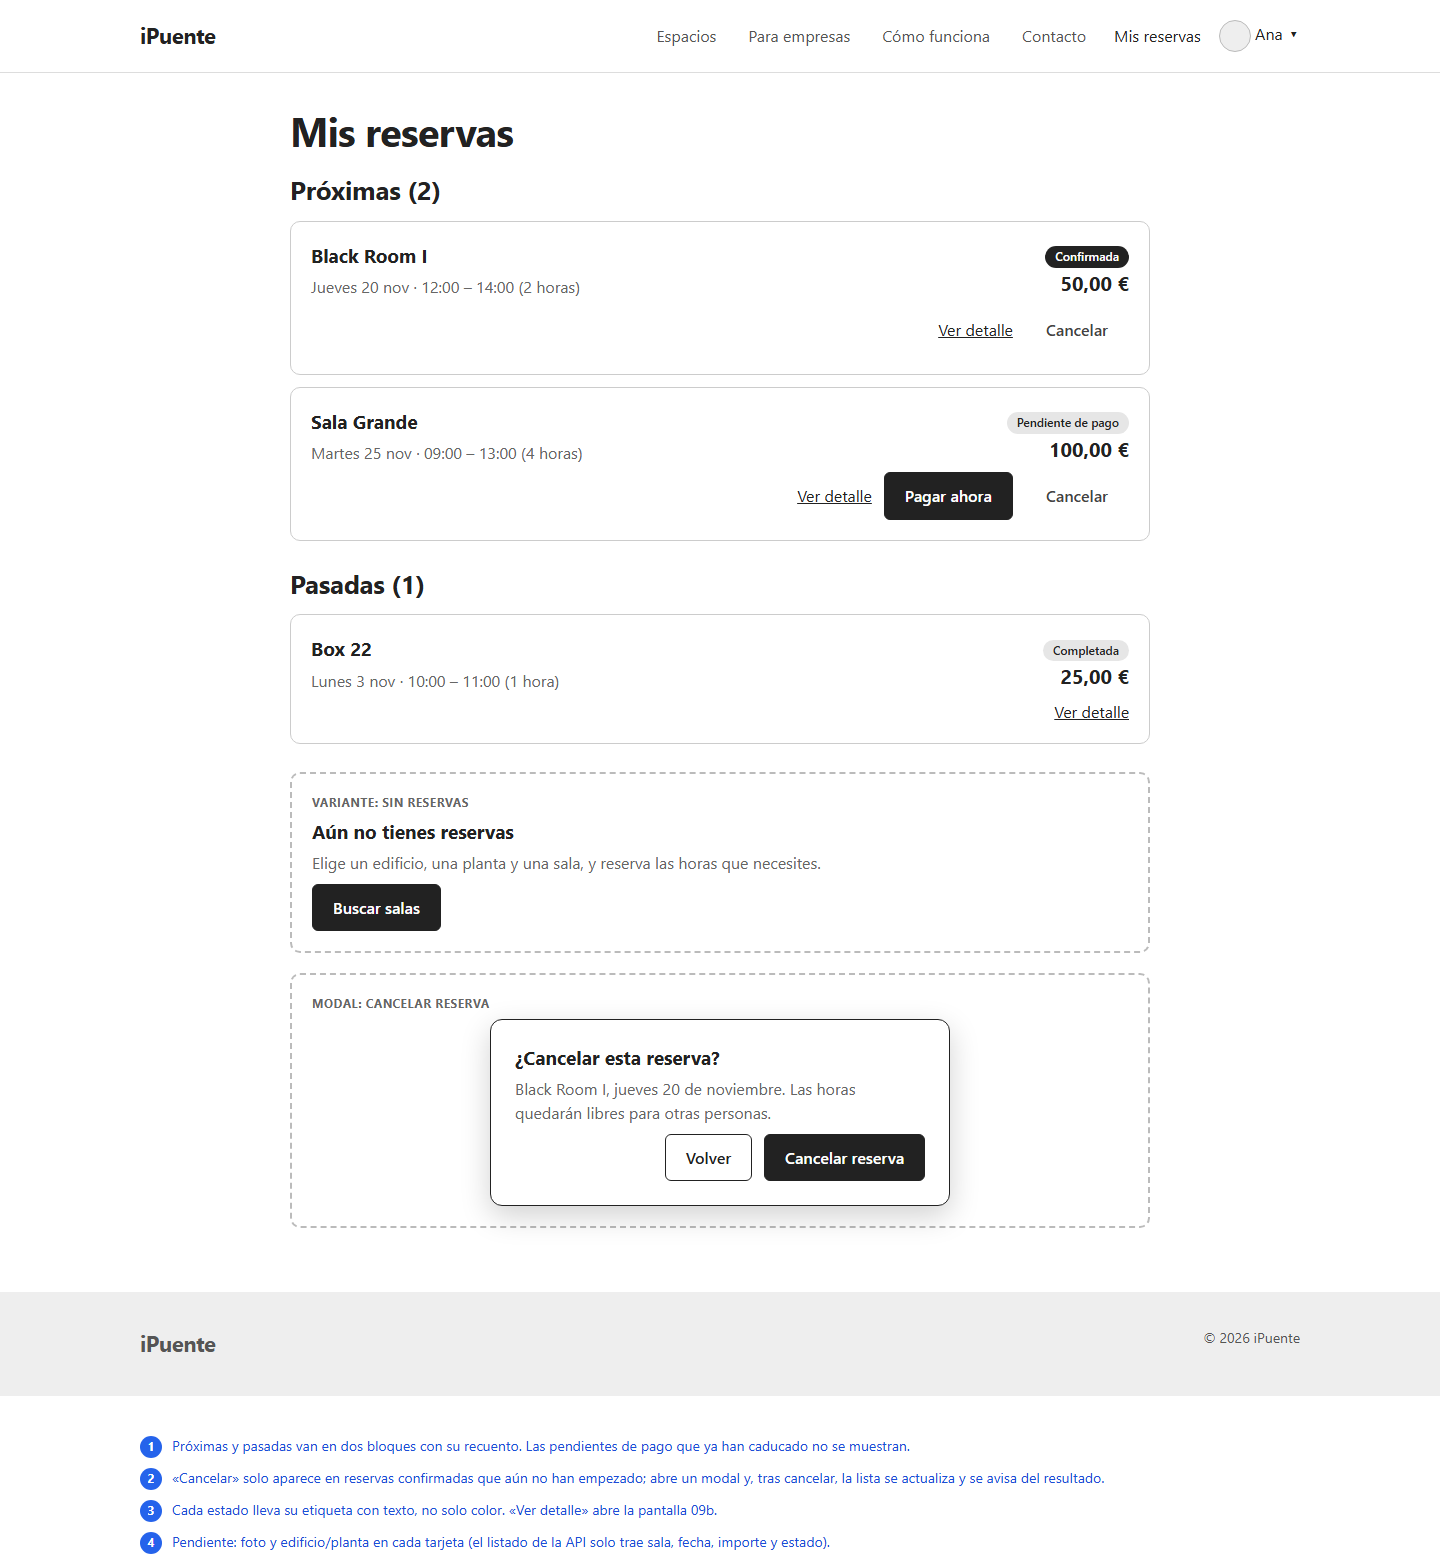 iPuente
Espacios Para empresas Cómo funciona Contacto Mis reservas Ana ▼
Mis reservas
Próximas (2)
Black Room I
Confirmada
Jueves 20 nov · 12:00 – 14:00 (2 horas)
50,00 €
Ver detalle Cancelar
Sala Grande
Pendiente de pago
Martes 25 nov · 09:00 – 13:00 (4 horas)
100,00 €
Ver detalle Pagar ahora Cancelar
Pasadas (1)
Box 22
Completada
Lunes 3 nov · 10:00 – 11:00 (1 hora)
25,00 €
Ver detalle
VARIANTE: SIN RESERVAS
Aún no tienes reservas
Elige un edificio, una planta y una sala, y reserva las horas que necesites.
Buscar salas
MODAL: CANCELAR RESERVA
¿Cancelar esta reserva?
Black Room I, jueves 20 de noviembre. Las horas
quedarán libres para otras personas.
Volver Cancelar reserva
iPuente
© 2026 iPuente
1 Próximas y pasadas van en dos bloques con su recuento. Las pendientes de pago que ya han caducado no se muestran.
2 «Cancelar» solo aparece en reservas confirmadas que aún no han empezado; abre un modal y, tras cancelar, la lista se actualiza y se avisa del resultado.
3 Cada estado lleva su etiqueta con texto, no solo color. «Ver detalle» abre la pantalla 09b.
4 Pendiente: foto y edificio/planta en cada tarjeta (el listado de la API solo trae sala, fecha, importe y estado).